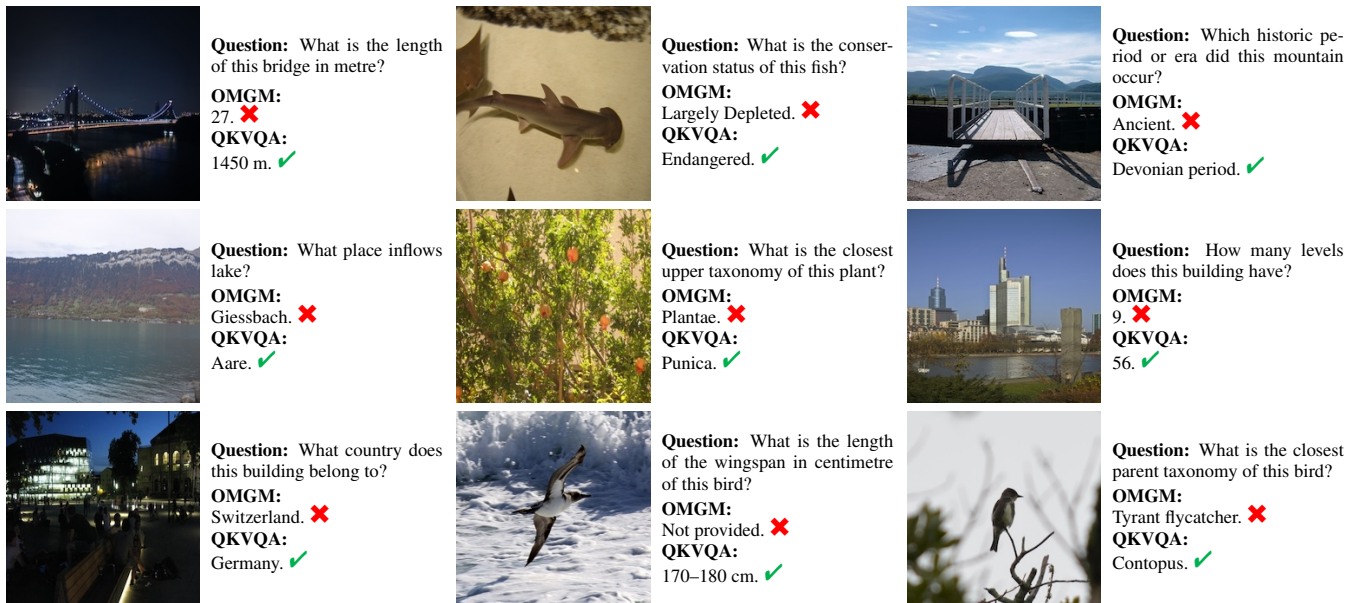 Question: What is the length
of this bridge in metre?
OMGM:
27. ✖
QKVQA:
1450 m. ✔
Question: What is the conser-
vation status of this fish?
OMGM:
Largely Depleted. ✖
QKVQA:
Endangered. ✔
Question: Which historic pe-
riod or era did this mountain
occur?
OMGM:
Ancient. ✖
QKVQA:
Devonian period. ✔
Question: What place inflows
lake?
OMGM:
Giessbach. ✖
QKVQA:
Aare. ✔
Question: What is the closest
upper taxonomy of this plant?
OMGM:
Plantae. ✖
QKVQA:
Punica. ✔
Question: How many levels
does this building have?
OMGM:
9. ✖
QKVQA:
56. ✔
Question: What country does
this building belong to?
OMGM:
Switzerland. ✖
QKVQA:
Germany. ✔
Question: What is the length
of the wingspan in centimetre
of this bird?
OMGM:
Not provided. ✖
QKVQA:
170–180 cm. ✔
Question: What is the closest
parent taxonomy of this bird?
OMGM:
Tyrant flycatcher. ✖
QKVQA:
Contopus. ✔